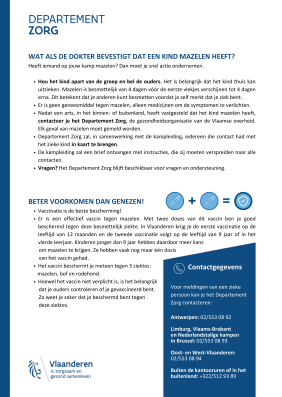 DEPARTEMENT
ZORG
WAT ALS DE DOKTER BEVESTIGT DAT EEN KIND MAZELEN HEEFT?
Heeft iemand op jouw kamp mazelen? Dan moet je snel actie ondernemen.
• Hou het kind apart van de groep en bel de ouders. Het is belangrijk dat het kind thuis kan
uitzieken. Mazelen is besmettelijk van 4 dagen vóór de eerste vlekjes verschijnen tot 4 dagen
erna. Dit betekent dat je anderen kunt besmetten voordat je zelf merkt dat je ziek bent.
• Er is geen geneesmiddel tegen mazelen, alleen medicijnen om de symptomen te verlichten.
• Nadat een arts, in het binnen- of buitenland, heeft vastgesteld dat het kind mazelen heeft,
contacteer je het Departement Zorg, de gezondheidsorganisatie van de Vlaamse overheid.
Elk geval van mazelen moet gemeld worden.
• Departement Zorg zal, in samenwerking met de kampleiding, iedereen die contact had met
het zieke kind in kaart te brengen.
• De kampleiding zal een brief ontvangen met instructies, die zij moeten verspreiden naar alle
contacten.
• Vragen? Het Departement Zorg blijft beschikbaar voor vragen en ondersteuning.
BETER VOORKOMEN DAN GENEZEN!
• Vaccinatie is de beste bescherming!
• Er is een effectief vaccin tegen mazelen. Met twee dosis van dit vaccin ben je goed
beschermd tegen deze besmettelijke ziekte. In Vlaanderen krijg je de eerste vaccinatie op de
leeftijd van 12 maanden en de tweede vaccinatie volgt op de leeftijd van 9 jaar of in het
vierde leerjaar. Kinderen jonger dan 9 jaar hebben daardoor meer kans
om mazelen te krijgen. Ze hebben vaak nog maar één dosis
van het vaccin gehad.
• Het vaccin beschermt je meteen tegen 3 ziektes:
mazelen, bof en rodehond.
• Hoewel het vaccin niet verplicht is, is het belangrijk
dat je ouders controleren of je gevaccineerd bent.
Zo weet je zeker dat je beschermd bent tegen
deze ziektes.
+ =
Contactgegevens
Voor meldingen van een zieke
persoon kan je het Departement
Zorg contacteren:
Antwerpen: 02/553 08 92
Limburg, Vlaams-Brabant
en Nederlandstalige kampen
in Brussel: 02/553 08 93
Oost- en West-Vlaanderen:
02/553 08 94
Buiten de kantooruren of in het
buitenland: +322/512 93 89
Vlaanderen
is zorgzaam en
gezond samenleven